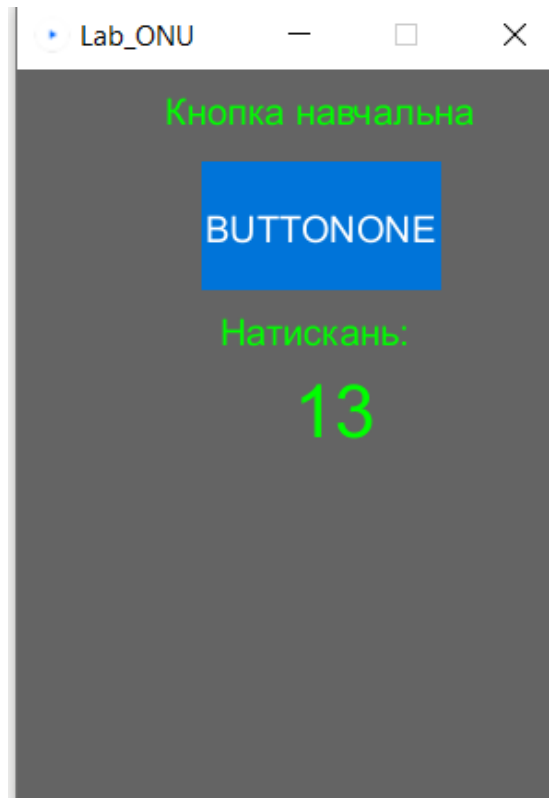 Lab_ONU
Кнопка навчальна
BUTTONONE
Натискань:
13